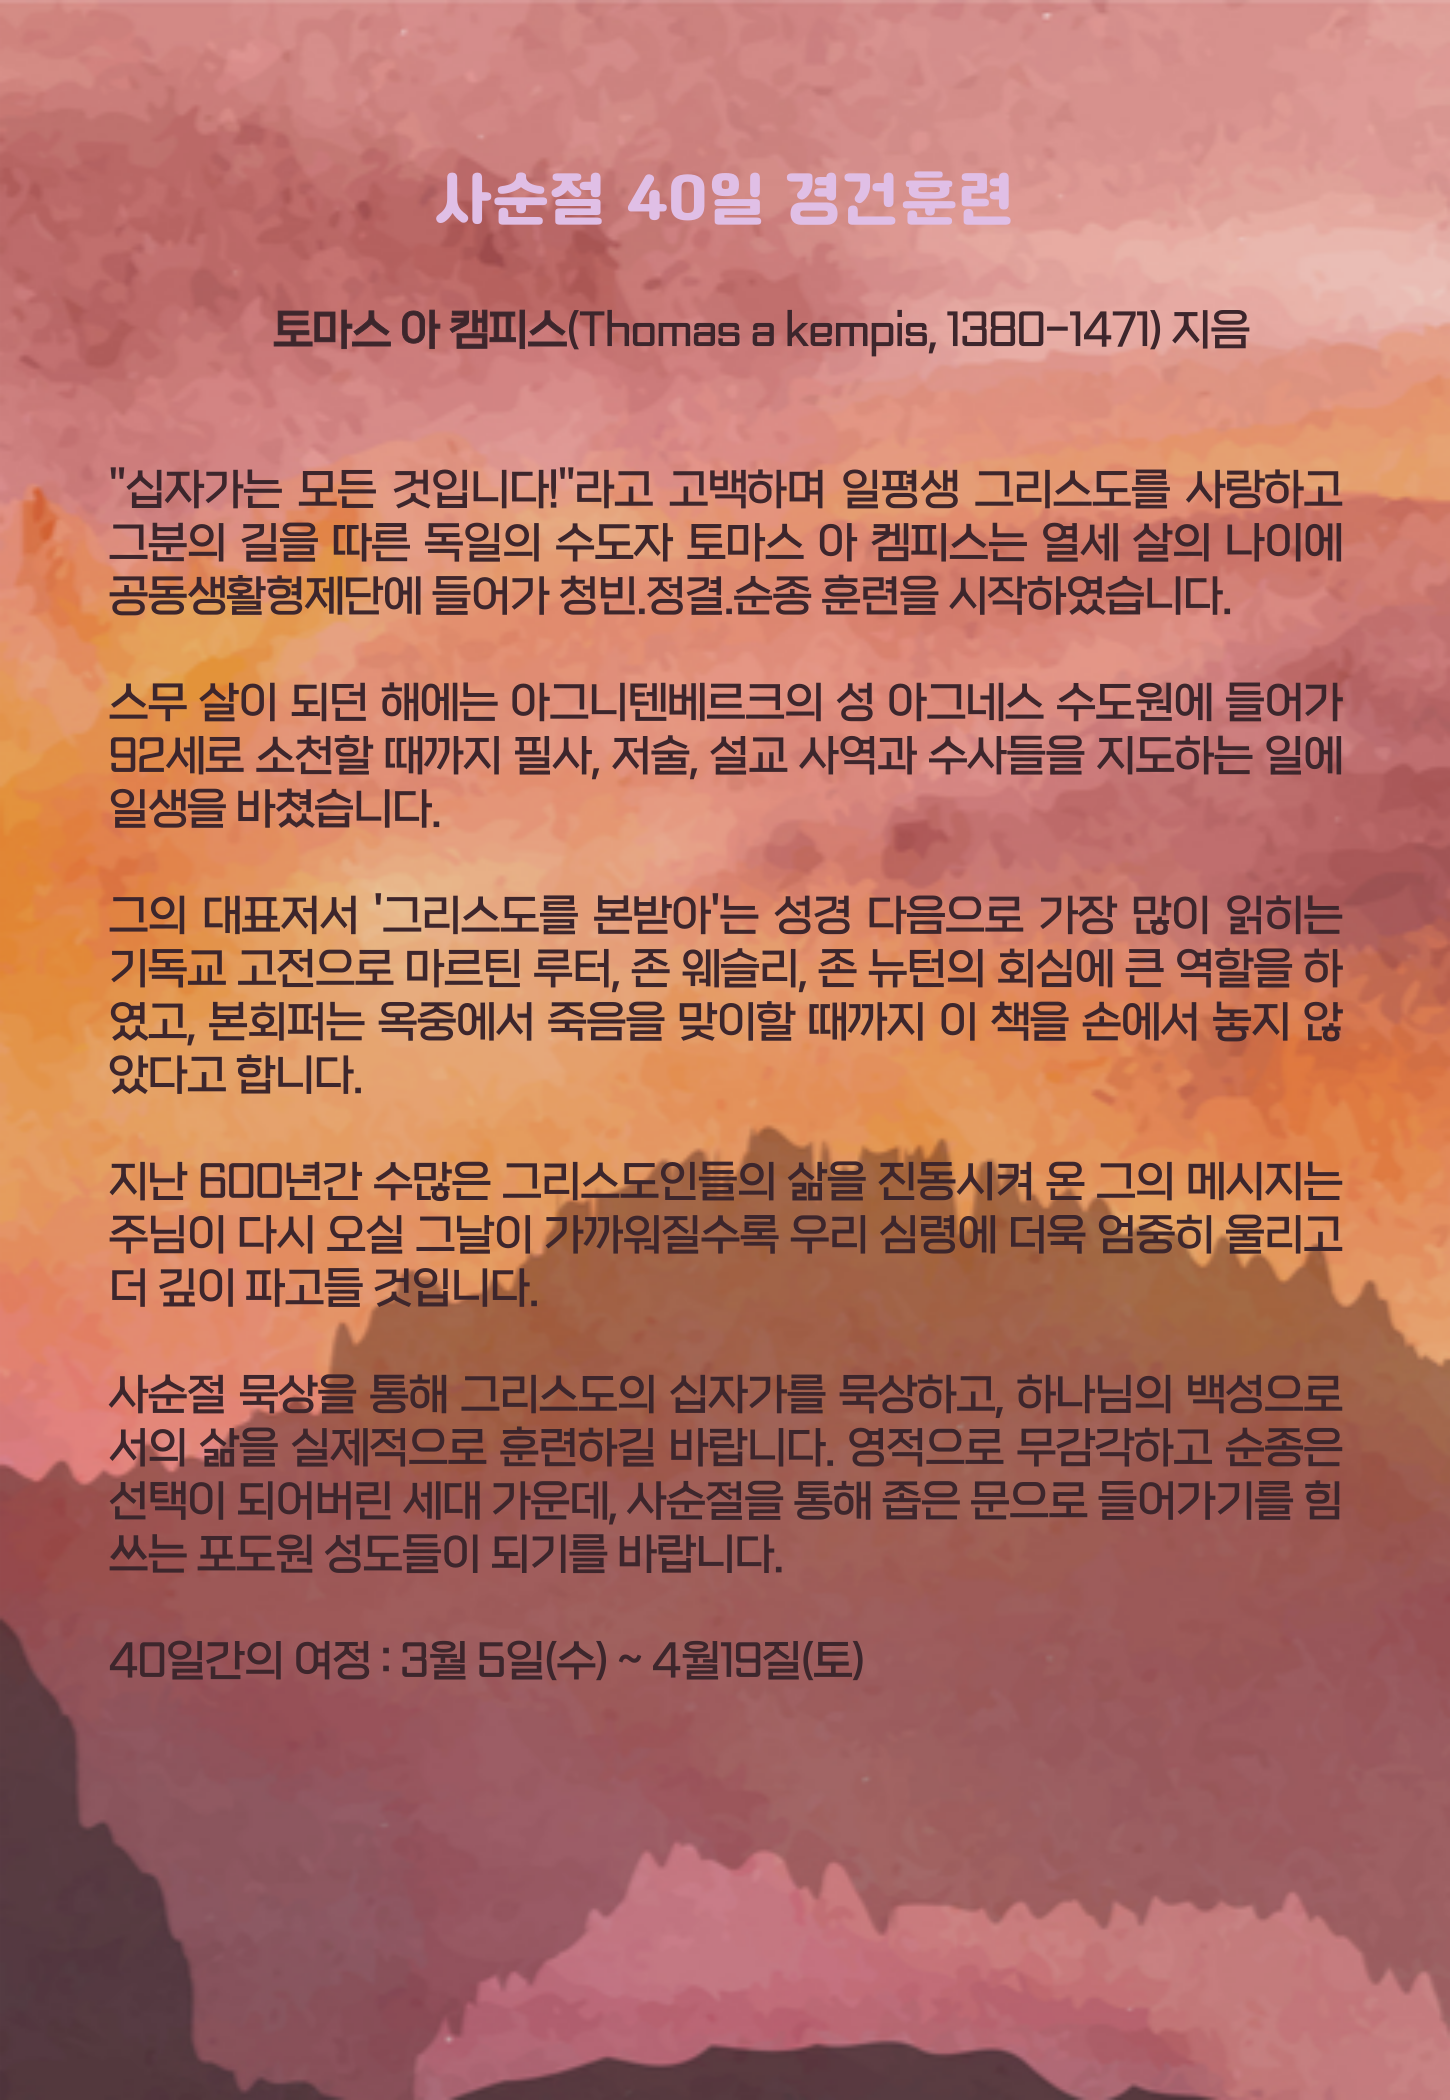 사순절 40일 경건훈련
토마스 아 캠피스(Thomas a kempis, 1380-1471) 지음
"십자가는 모든 것입니다!"라고 고백하며 일평생 그리스도를 사랑하고
그분의 길을 따른 독일의 수도자 토마스 아 켐피스는 열세 살의 나이에
공동생활형제단에 들어가 청빈.정결.순종 훈련을 시작하였습니다.
스무 살이 되던 해에는 아그니텐베르크의 성 아그네스 수도원에 들어가
92세로 소천할 때까지 필사, 저술, 설교 사역과 수사들을 지도하는 일에
일생을 바쳤습니다.
그의 대표저서 '그리스도를 본받아'는 성경 다음으로 가장 많이 읽히는
기독교 고전으로 마르틴 루터, 존 웨슬리, 존 뉴턴의 회심에 큰 역할을 하
였고, 본회퍼는 옥중에서 죽음을 맞이할 때까지 이 책을 손에서 놓지 않
았다고 합니다.
지난 600년간 수많은 그리스도인들의 삶을 진동시켜 온 그의 메시지는
주님이 다시 오실 그날이 가까워질수록 우리 심령에 더욱 엄중히 울리고
더 깊이 파고들 것입니다.
사순절 묵상을 통해 그리스도의 십자가를 묵상하고, 하나님의 백성으로
서의 삶을 실제적으로 훈련하길 바랍니다. 영적으로 무감각하고 순종은
선택이 되어버린 세대 가운데, 사순절을 통해 좁은 문으로 들어가기를 힘
쓰는 포도원 성도들이 되기를 바랍니다.
40일간의 여정 : 3월 5일(수) ~ 4월19질(토)